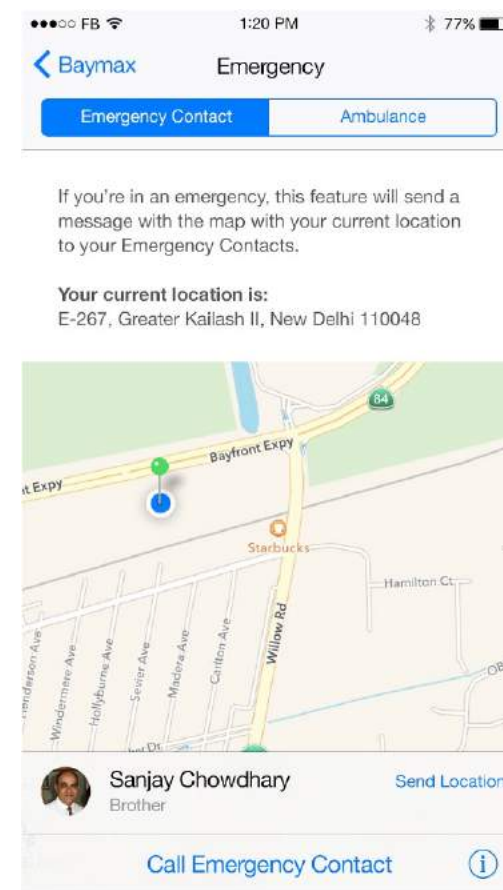 FB 1:20 PM 77%
Baymax Emergency
Emergency Contact Ambulance
If you're in an emergency, this feature will send a
message with the map with your current location
to your Emergency Contacts.
Your current location is:
E-267, Greater Kailash II, New Delhi 110048
84
Bayfront Expy
Expy
Starbucks
Hamilton Ct
Willow Rd
Windermere Ave
Hollyburne Ave
Sevier Ave
Madera Ave
Carlton Ave
Dr
Sanjay Chowdhary Send Location
Brother
Call Emergency Contact